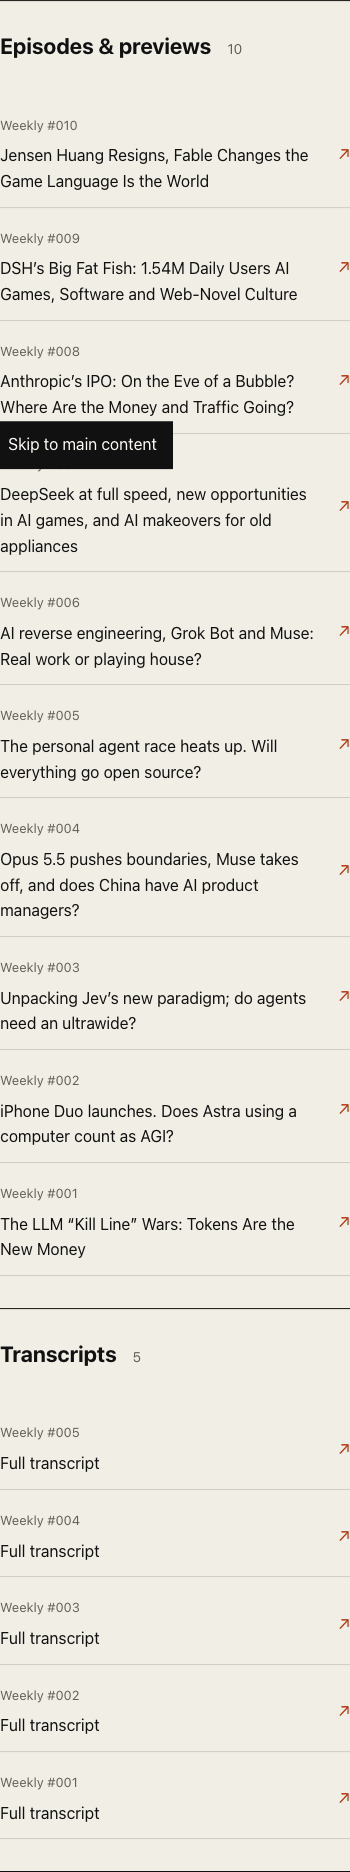 Episodes & previews 10
Weekly #010
Jensen Huang Resigns, Fable Changes the
Game Language Is the World
Weekly #009
DSH’s Big Fat Fish: 1.54M Daily Users AI
Games, Software and Web-Novel Culture
Weekly #008
Anthropic’s IPO: On the Eve of a Bubble?
Where Are the Money and Traffic Going?
Skip to main content
DeepSeek at full speed, new opportunities
in AI games, and AI makeovers for old
appliances
Weekly #006
AI reverse engineering, Grok Bot and Muse:
Real work or playing house?
Weekly #005
The personal agent race heats up. Will
everything go open source?
Weekly #004
Opus 5.5 pushes boundaries, Muse takes
off, and does China have AI product
managers?
Weekly #003
Unpacking Jev’s new paradigm; do agents
need an ultrawide?
Weekly #002
iPhone Duo launches. Does Astra using a
computer count as AGI?
Weekly #001
The LLM “Kill Line” Wars: Tokens Are the
New Money
Transcripts 5
Weekly #005
Full transcript
Weekly #004
Full transcript
Weekly #003
Full transcript
Weekly #002
Full transcript
Weekly #001
Full transcript